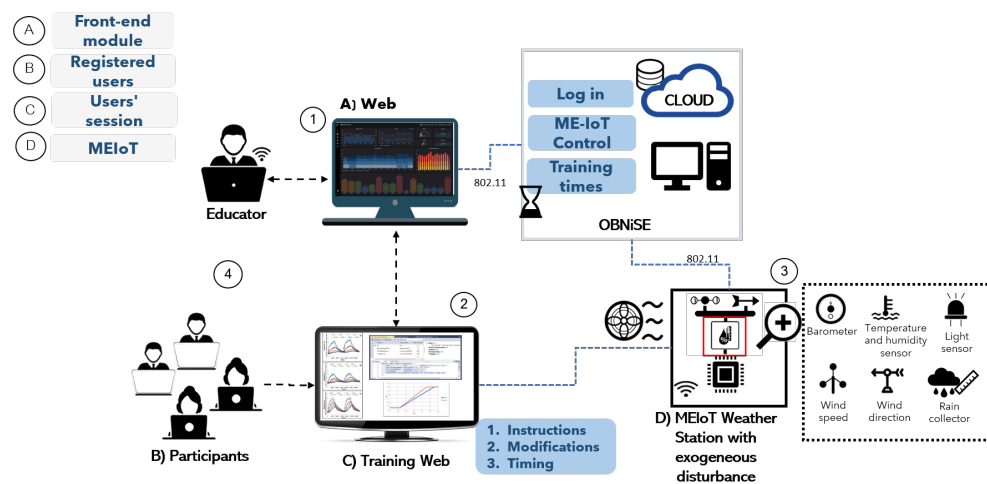 A
Front-end
module
B
Registered
users
C
Users'
session
D
MEIoT
A) Web
1
Educator
802.11
Log in
ME-IoT
Control
Training
times
CLOUD
OBNiSE
802.11
4
2
3
B) Participants
C) Training Web
1. Instructions
2. Modifications
3. Timing
D) MEIoT Weather
Station with
exogeneous
disturbance
Barometer
Temperature
and humidity
sensor
Light
sensor
Wind
speed
Wind
direction
Rain
collector